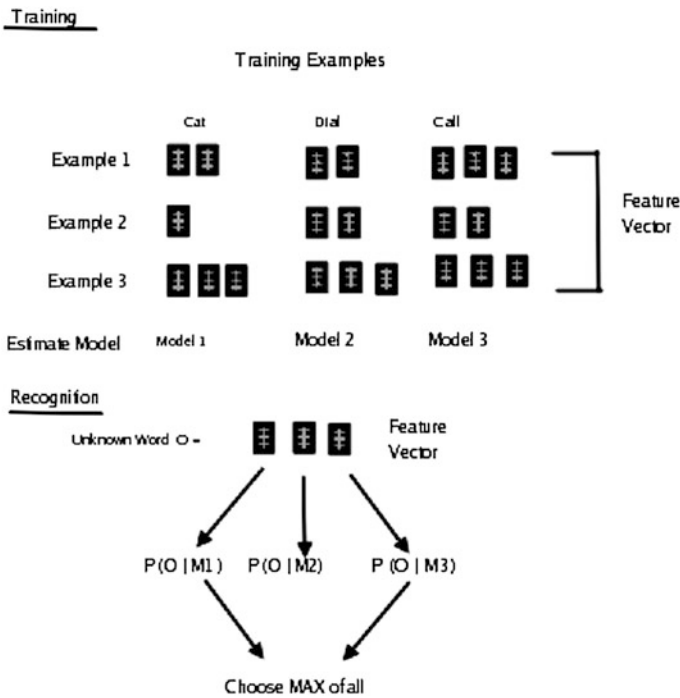 Training
Training Examples
Cat Dial Call
Example 1
Example 2
Example 3
Feature
Vector
Estimate Model Model 1 Model 2 Model 3
Recognition
Unknown Word O =
Feature
Vector
P(O | M1) P(O | M2) P (O | M3)
Choose MAX of all